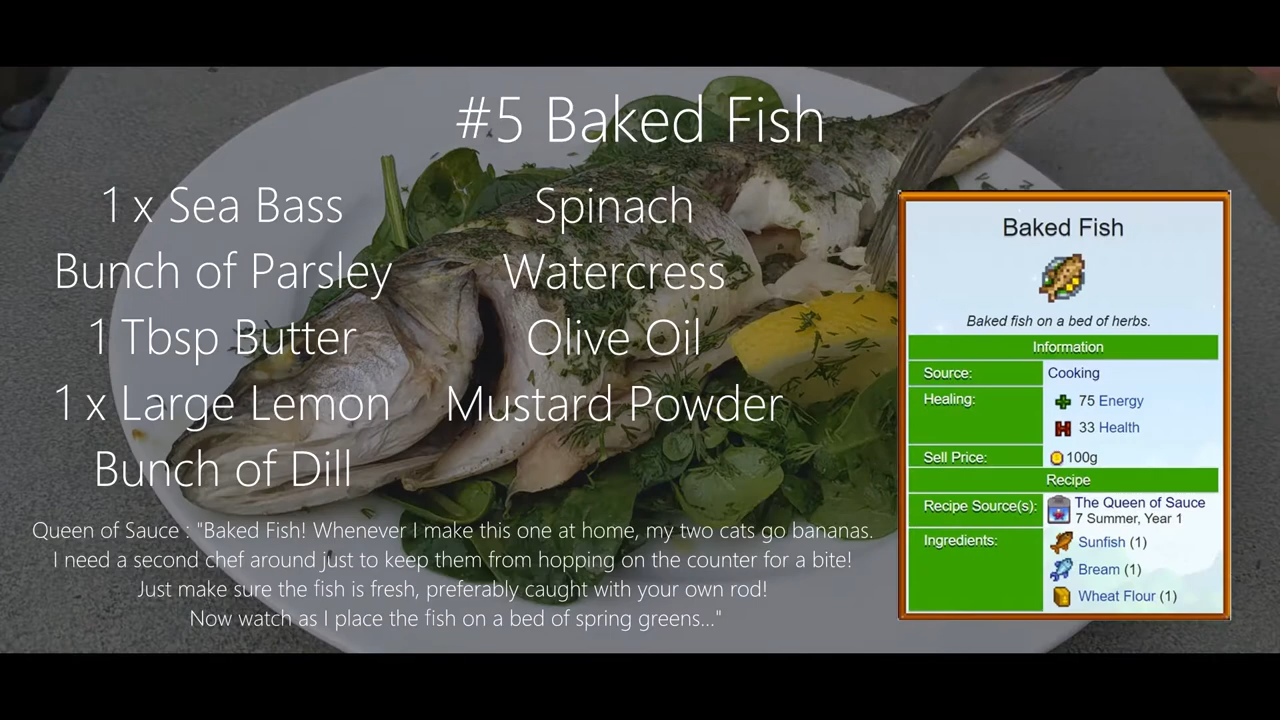 #5 Baked Fish
1 x Sea Bass
Bunch of Parsley
1 Tbsp Butter
1 x Large Lemon
Bunch of Dill
Spinach
Watercress
Olive Oil
Mustard Powder
Queen of Sauce : "Baked Fish! Whenever I make this one at home, my two cats go bananas.
I need a second chef around just to keep them from hopping on the counter for a bite!
Just make sure the fish is fresh, preferably caught with your own rod!
Now watch as I place the fish on a bed of spring greens..."
Baked Fish
Baked fish on a bed of herbs.
Information
Source: Cooking
Healing: 75 Energy
33 Health
Sell Price: 100g
Recipe
Recipe Source(s): The Queen of Sauce
7 Summer, Year 1
Ingredients: Sunfish (1)
Bream (1)
Wheat Flour (1)